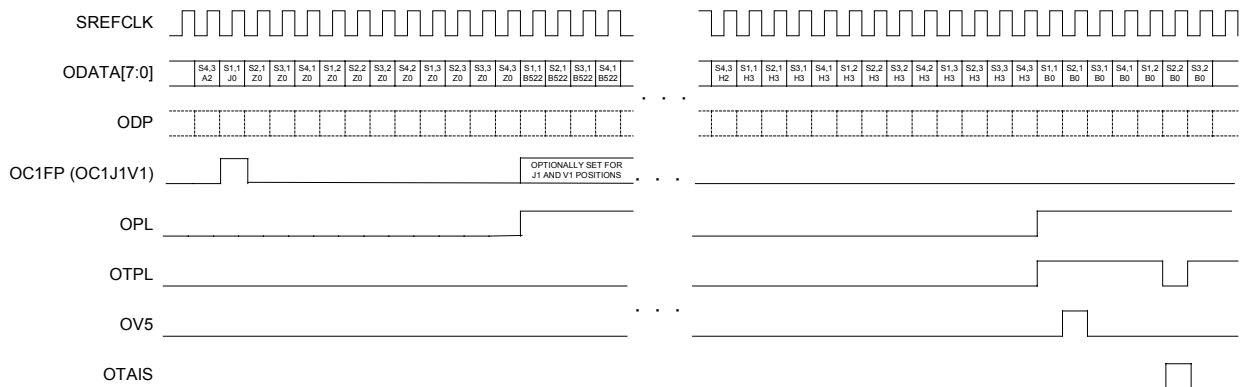 SREFCLK
S4,3 S1,1 S2,1 S3,1 S4,1 S1,2 S2,2 S3,2 S4,2 S1,3 S2,3 S3,3 S4,3 S1,1 S2,1 S3,1 S4,1 S4,3 S1,1 S2,1 S3,1 S4,1 S1,2 S2,2 S3,2 S4,2 S1,3 S2,3 S3,3 S4,3 S1,1 S2,1 S3,1 S4,1 S1,2 S2,2 S3,2
ODATA[7:0]
A2 J0 Z0 Z0 Z0 Z0 Z0 Z0 Z0 Z0 Z0 Z0 Z0 B522 B522 B522 B522 H2 H3 H3 H3 H3 H3 H3 H3 H3 H3 H3 H3 H3 B0 B0 B0 B0 B0 B0 B0
. . .
ODP
OC1FP (OC1J1V1)
OPTIONALLY SET FOR
J1 AND V1 POSITIONS
. . .
OPL
OTPL
. . .
OV5
OTAIS